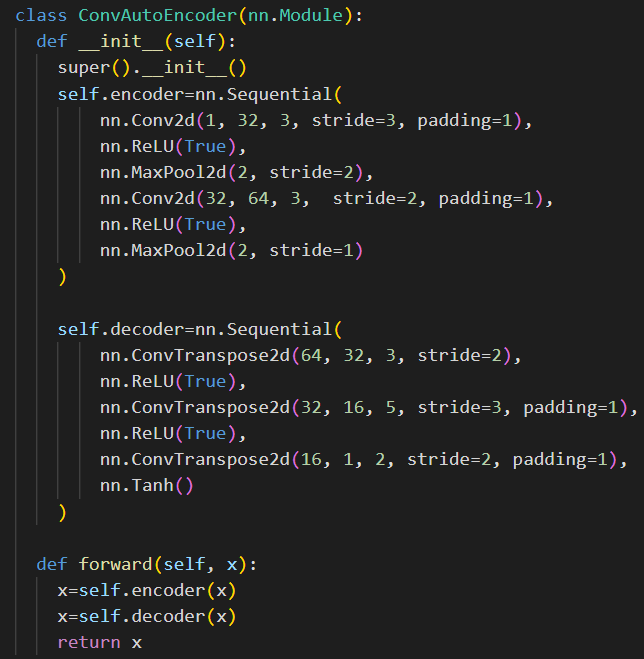 class ConvAutoEncoder(nn.Module):
  def __init__(self):
    super().__init__()
    self.encoder=nn.Sequential(
        nn.Conv2d(1, 32, 3, stride=3, padding=1),
        nn.ReLU(True),
        nn.MaxPool2d(2, stride=2),
        nn.Conv2d(32, 64, 3,  stride=2, padding=1),
        nn.ReLU(True),
        nn.MaxPool2d(2, stride=1)
    )

    self.decoder=nn.Sequential(
        nn.ConvTranspose2d(64, 32, 3, stride=2),
        nn.ReLU(True),
        nn.ConvTranspose2d(32, 16, 5, stride=3, padding=1),
        nn.ReLU(True),
        nn.ConvTranspose2d(16, 1, 2, stride=2, padding=1),
        nn.Tanh()
    )

  def forward(self, x):
    x=self.encoder(x)
    x=self.decoder(x)
    return x